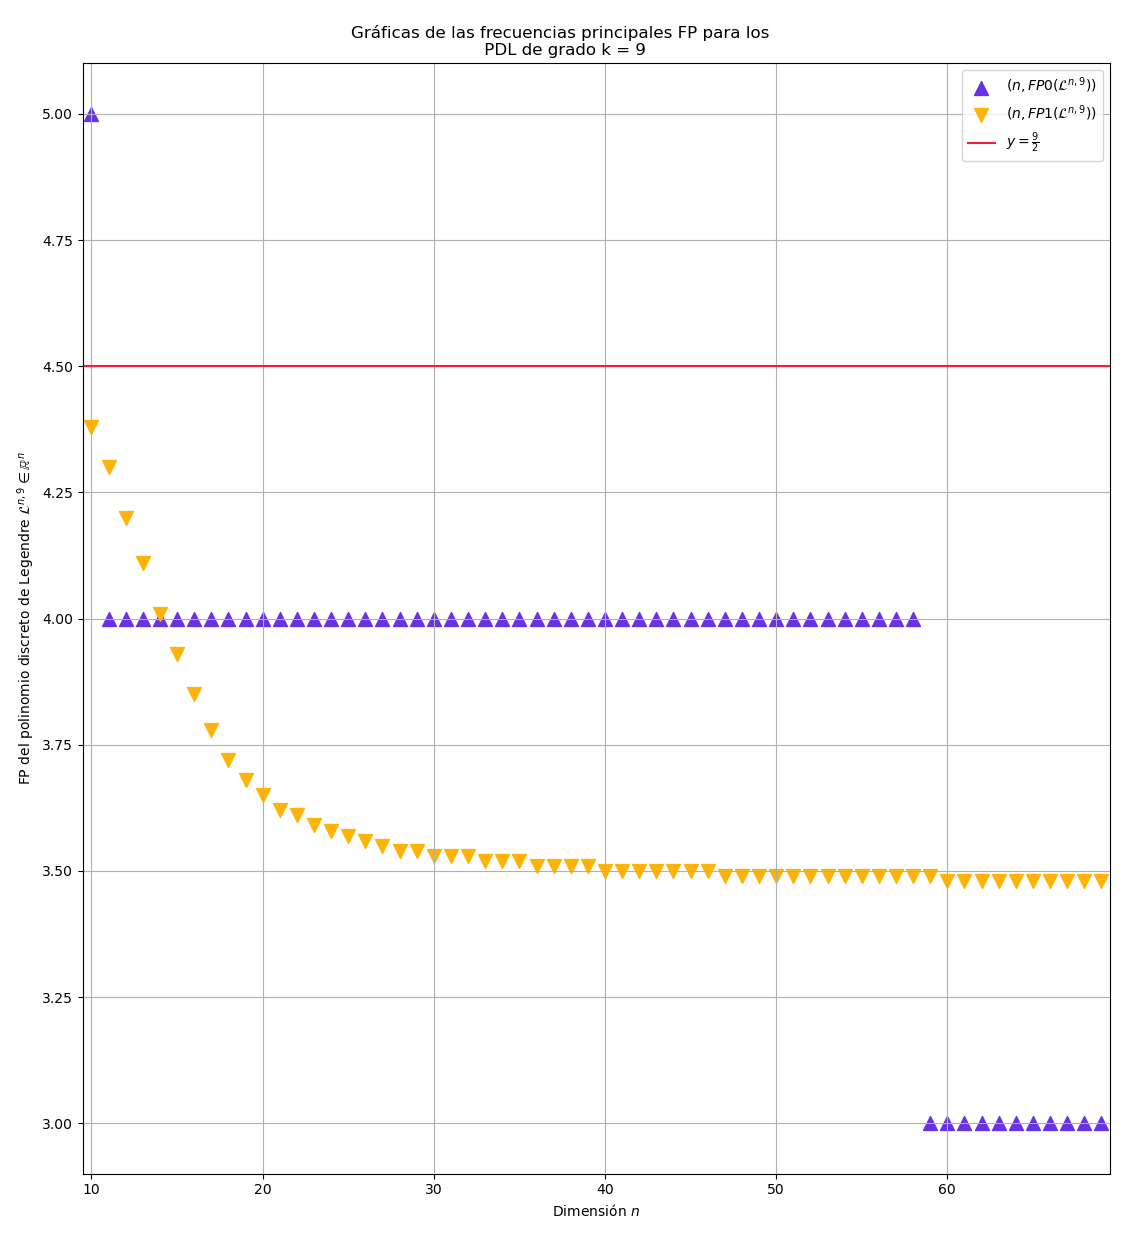 Gráficas de las frecuencias principales FP para los
PDL de grado k = 9
(n, FP0(ℒ^{n,9}))
(n, FP1(ℒ^{n,9}))
y = 9/2
FP del polinomio discreto de Legendre ℒ^{n,9} ∈ ℝ^n
5.00
4.75
4.50
4.25
4.00
3.75
3.50
3.25
3.00
10 20 30 40 50 60
Dimensión n